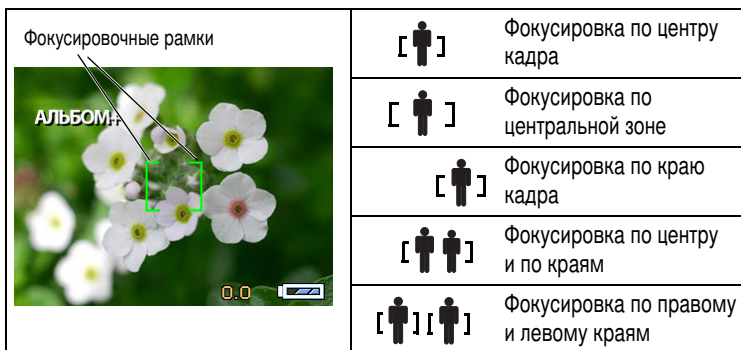 Фокусировочные рамки
АЛЬБОМ+
0.0
Фокусировка по центру
кадра
Фокусировка по
центральной зоне
Фокусировка по краю
кадра
Фокусировка по центру
и по краям
Фокусировка по правому
и левому краям